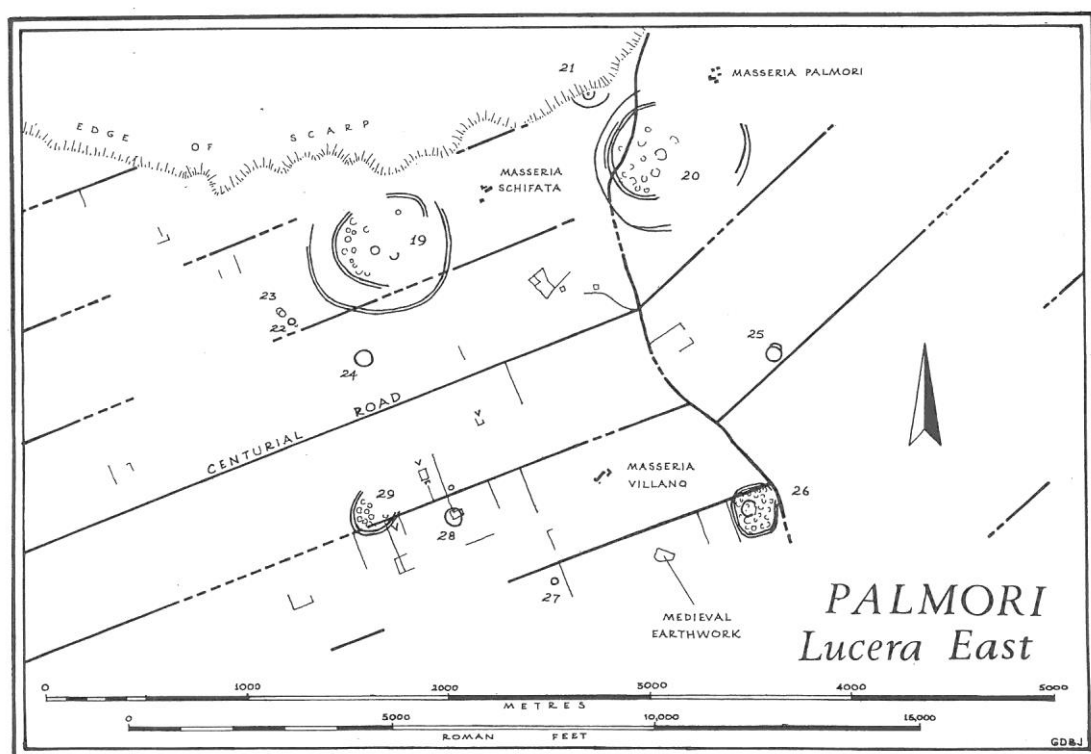 21
MASSERIA PALMORI
EDGE OF SCARP
MASSERIA
SCHIFATA
20
19
23
22
25
24
CENTURIAL ROAD
V
V
MASSERIA
VILLANO
29
V
26
28
27
MEDIEVAL
EARTHWORK
PALMORI
Lucera East
0 1000 2000 3000 4000 5000
METRES
0 5000 10,000 15,000
ROMAN FEET
GDBJ